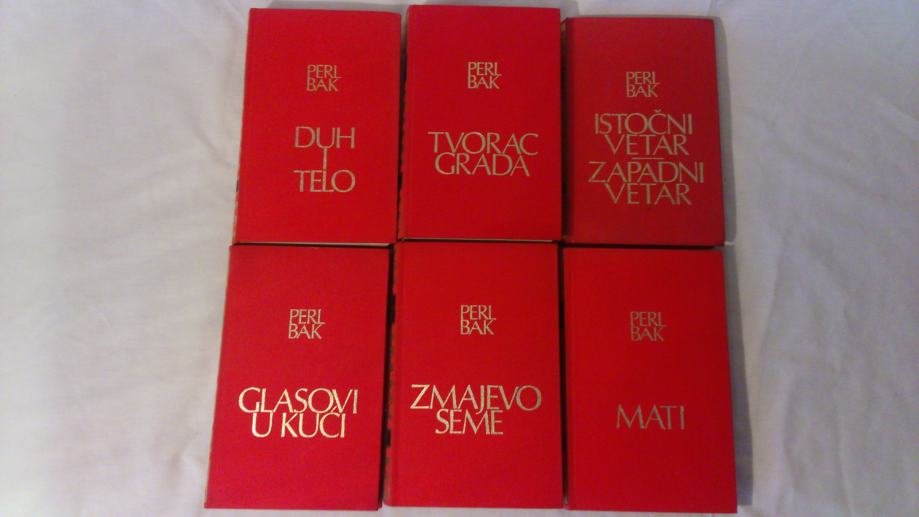 PERL
BAK
DUH
I
TELO
PERL
BAK
TVORAC
GRADA
PERL
BAK
ISTOČNI
VETAR
ZAPADNI
VETAR
PERL
BAK
GLASOVI
U KUĆI
PERL
BAK
ZMAJEVO
SEME
PERL
BAK
MATI